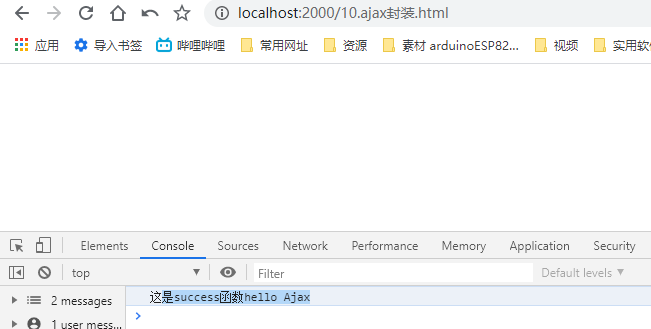 localhost:2000/10.ajax封装.html
应用 导入书签 哔哩哔哩 常用网址 资源 素材 arduinoESP82... 视频 实用软件
Elements Console Sources Network Performance Memory Application Security
top Filter Default levels
2 messages 这是success函数hello Ajax
1 user mess...